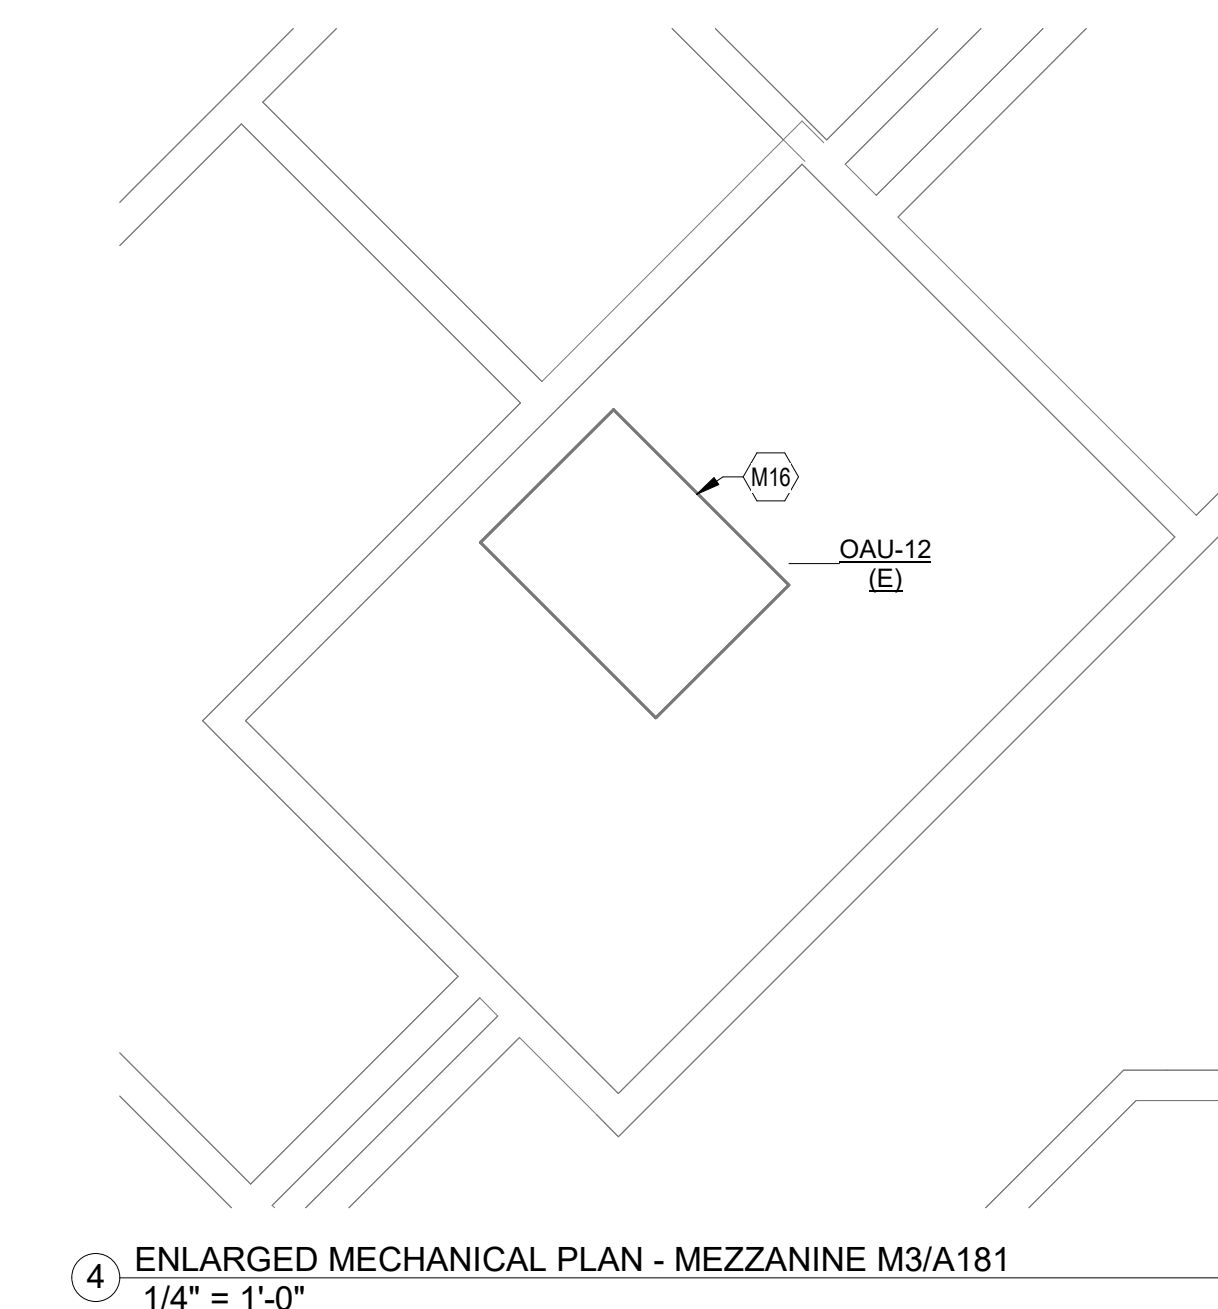 M16
OAU-12
(E)
4
ENLARGED MECHANICAL PLAN - MEZZANINE M3/A181
1/4" = 1'-0"